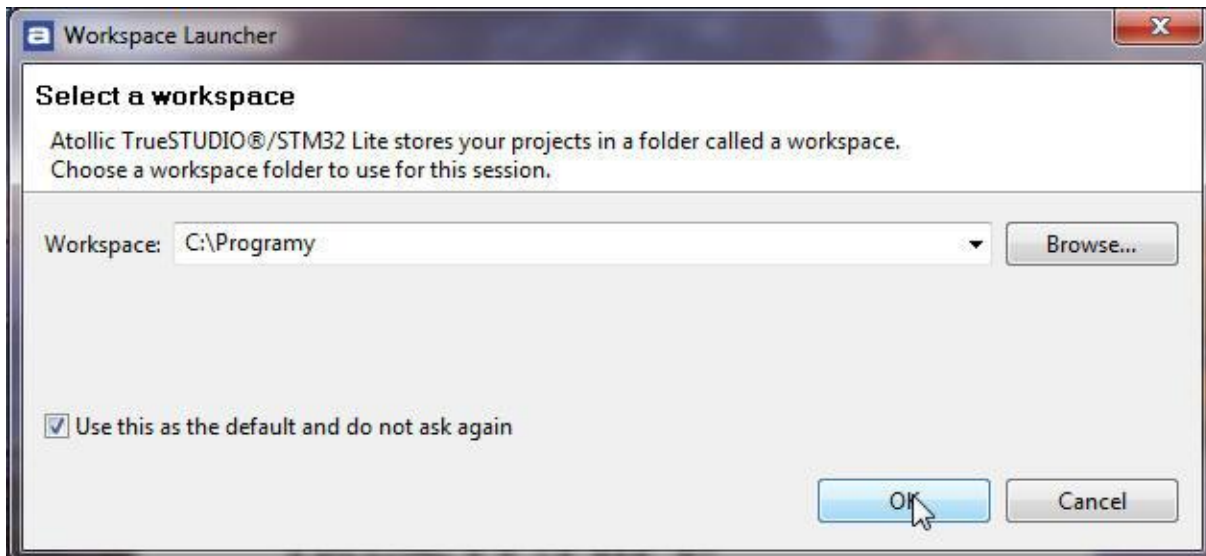 Workspace Launcher
Select a workspace
Atollic TrueSTUDIO®/STM32 Lite stores your projects in a folder called a workspace.
Choose a workspace folder to use for this session.
Workspace: C:\Programy Browse...
Use this as the default and do not ask again
OK Cancel